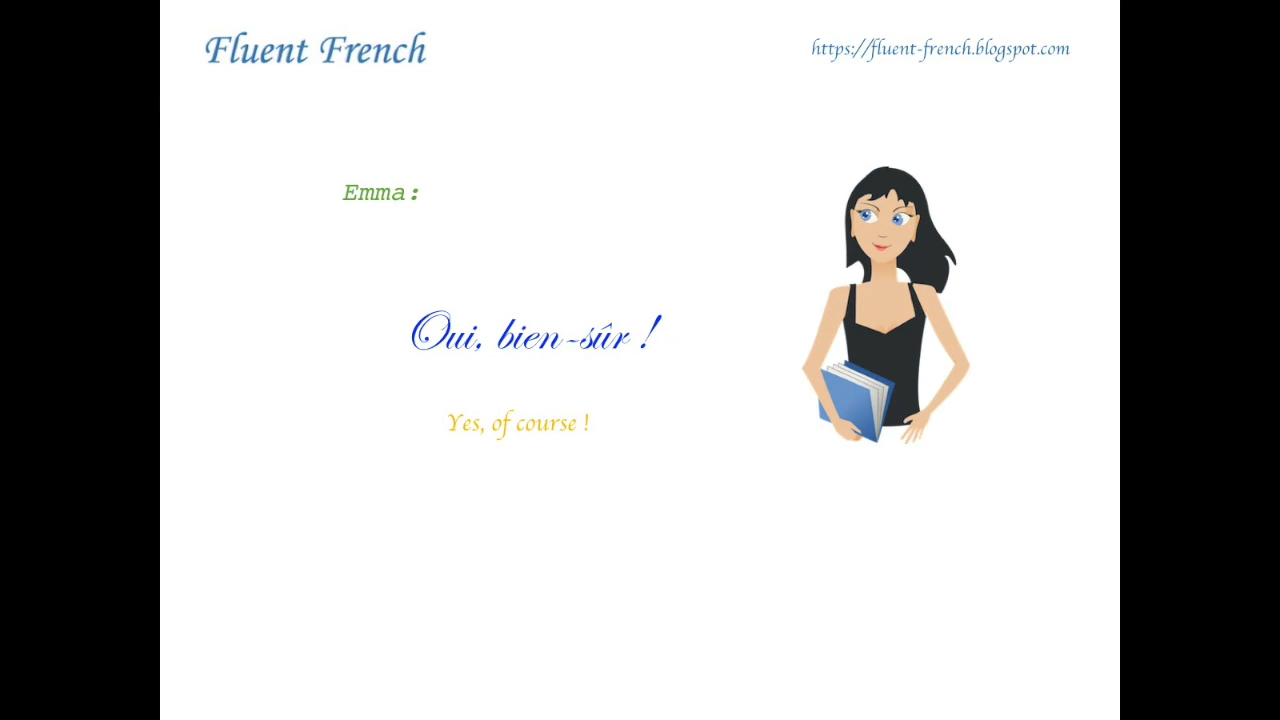 Fluent French
https://fluent-french.blogspot.com
Emma:
Oui, bien-sûr !
Yes, of course !